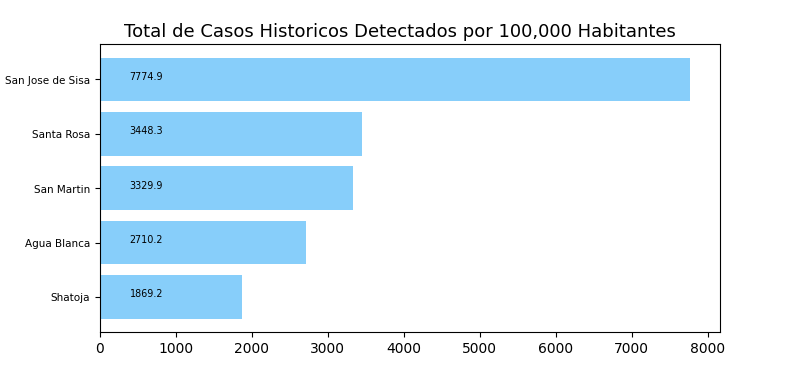 Total de Casos Historicos Detectados por 100,000 Habitantes
San Jose de Sisa 7774.9
Santa Rosa 3448.3
San Martin 3329.9
Agua Blanca 2710.2
Shatoja 1869.2
0 1000 2000 3000 4000 5000 6000 7000 8000